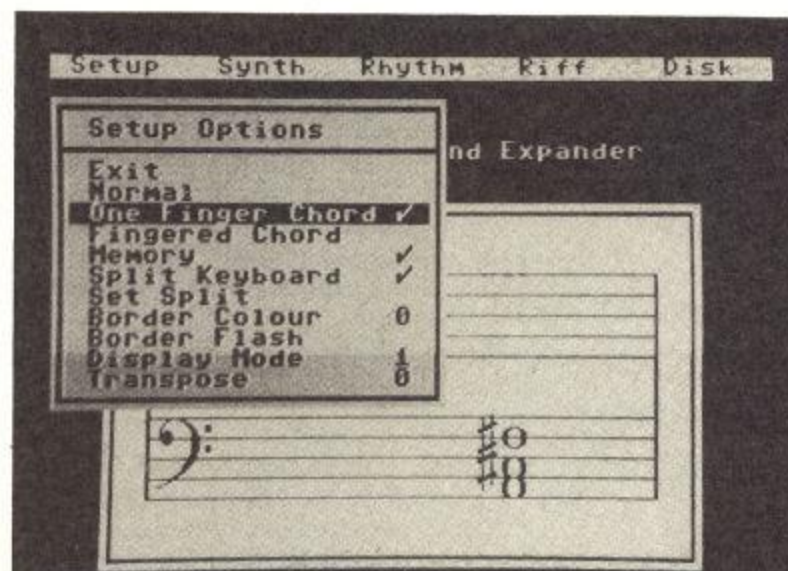 Setup Synth Rhythm Riff Disk
Setup Options
nd Expander
Exit
Normal
One Finger Chord ✓
Fingered Chord
Memory ✓
Split Keyboard ✓
Set Split
Border Colour 0
Border Flash
Display Mode 1
Transpose 0